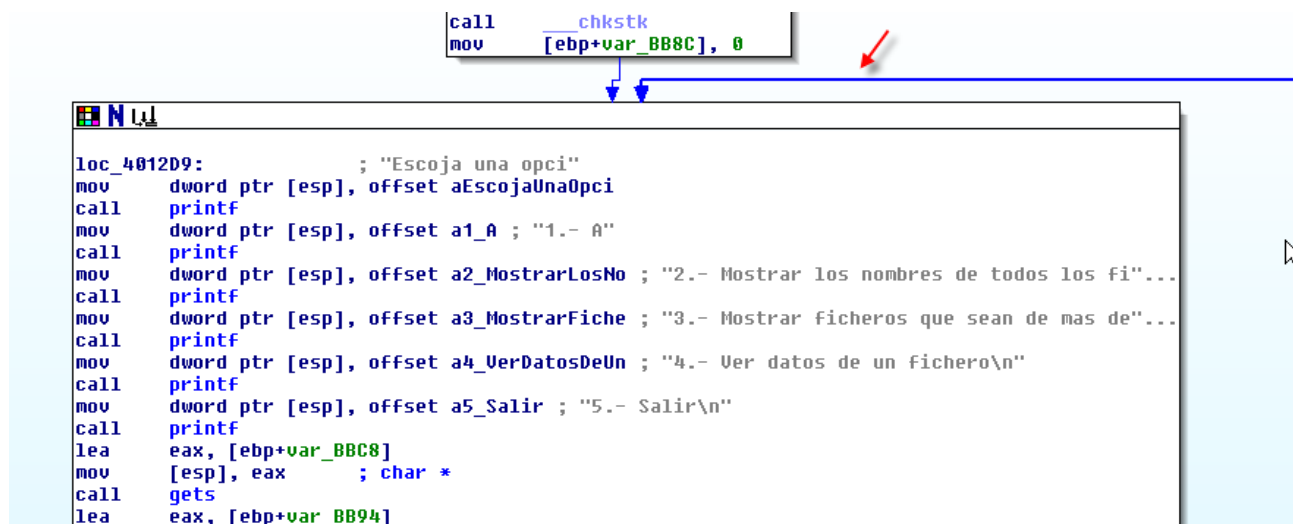 call ___chkstk
mov [ebp+var_BB8C], 0
N
loc_4012D9: ; "Escoja una opci"
mov dword ptr [esp], offset aEscojaUnaOpci
call printf
mov dword ptr [esp], offset a1_A ; "1.- A"
call printf
mov dword ptr [esp], offset a2_MostrarLosNo ; "2.- Mostrar los nombres de todos los fi"...
call printf
mov dword ptr [esp], offset a3_MostrarFiche ; "3.- Mostrar ficheros que sean de mas de"...
call printf
mov dword ptr [esp], offset a4_VerDatosDeUn ; "4.- Ver datos de un fichero\n"
call printf
mov dword ptr [esp], offset a5_Salir ; "5.- Salir\n"
call printf
lea eax, [ebp+var_BBC8]
mov [esp], eax ; char *
call gets
lea eax, [ebp+var_BB94]